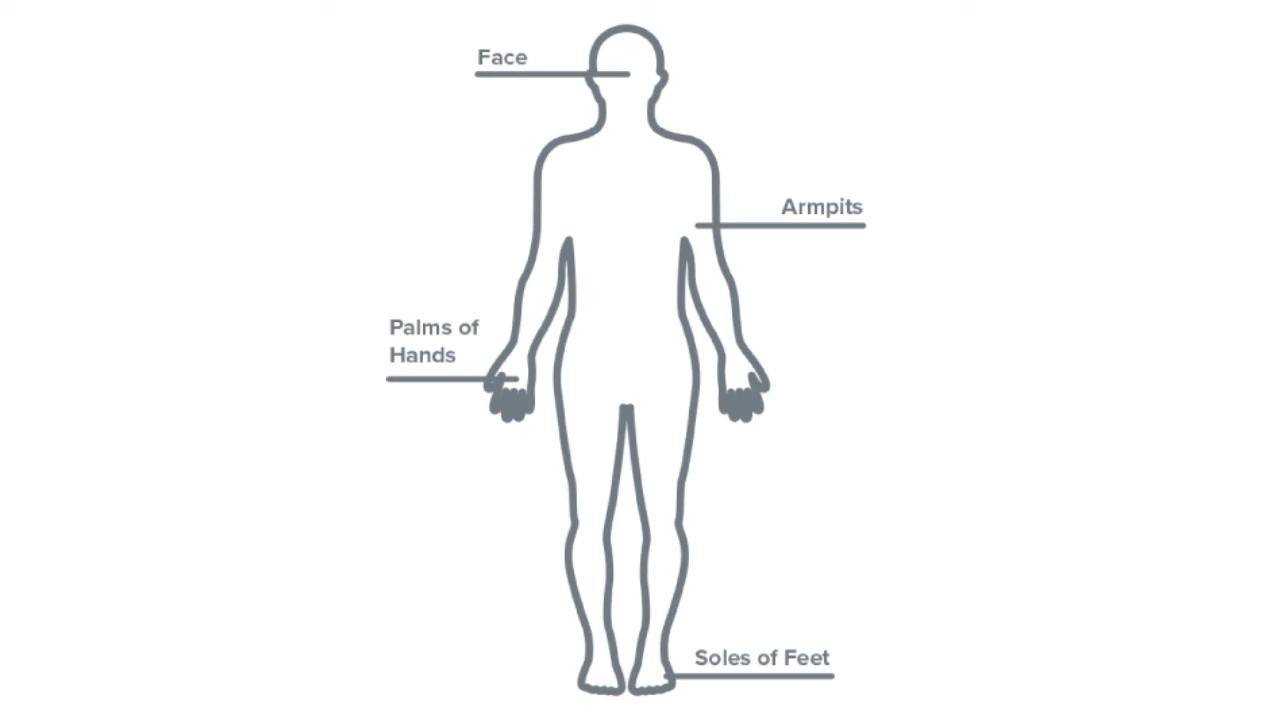 Face
Armpits
Palms of
Hands
Soles of Feet